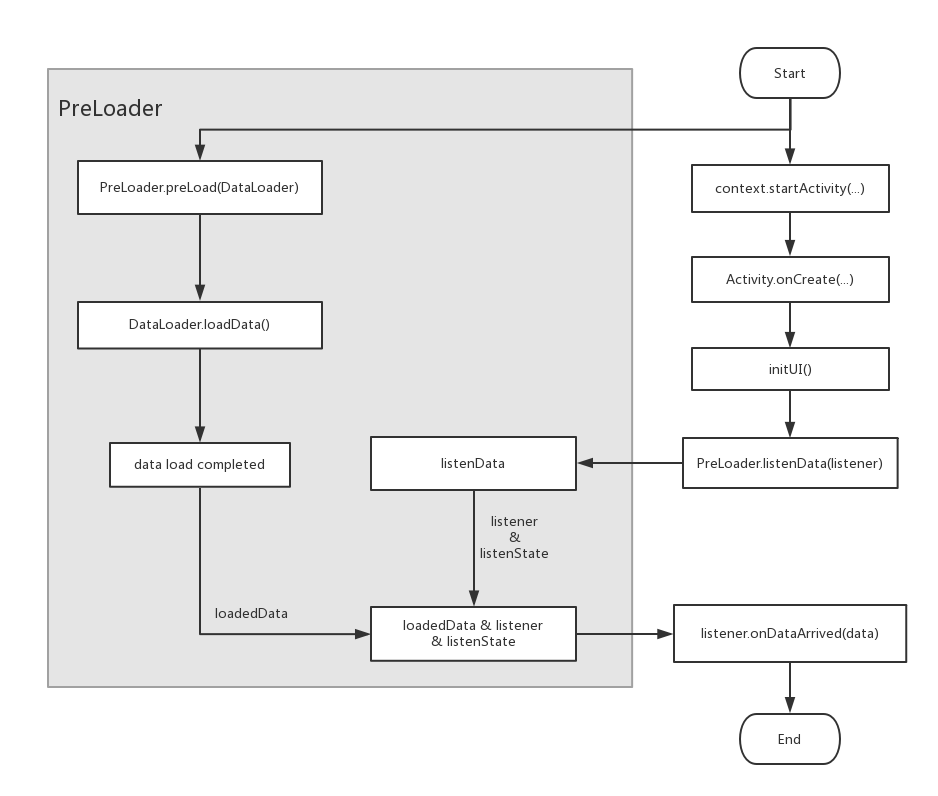 Start
PreLoader
PreLoader.preLoad(DataLoader)
context.startActivity(...)
Activity.onCreate(...)
DataLoader.loadData()
initUI()
data load completed
listenData
PreLoader.listenData(listener)
listener
&
listenState
loadedData
loadedData & listener
& listenState
listener.onDataArrived(data)
End